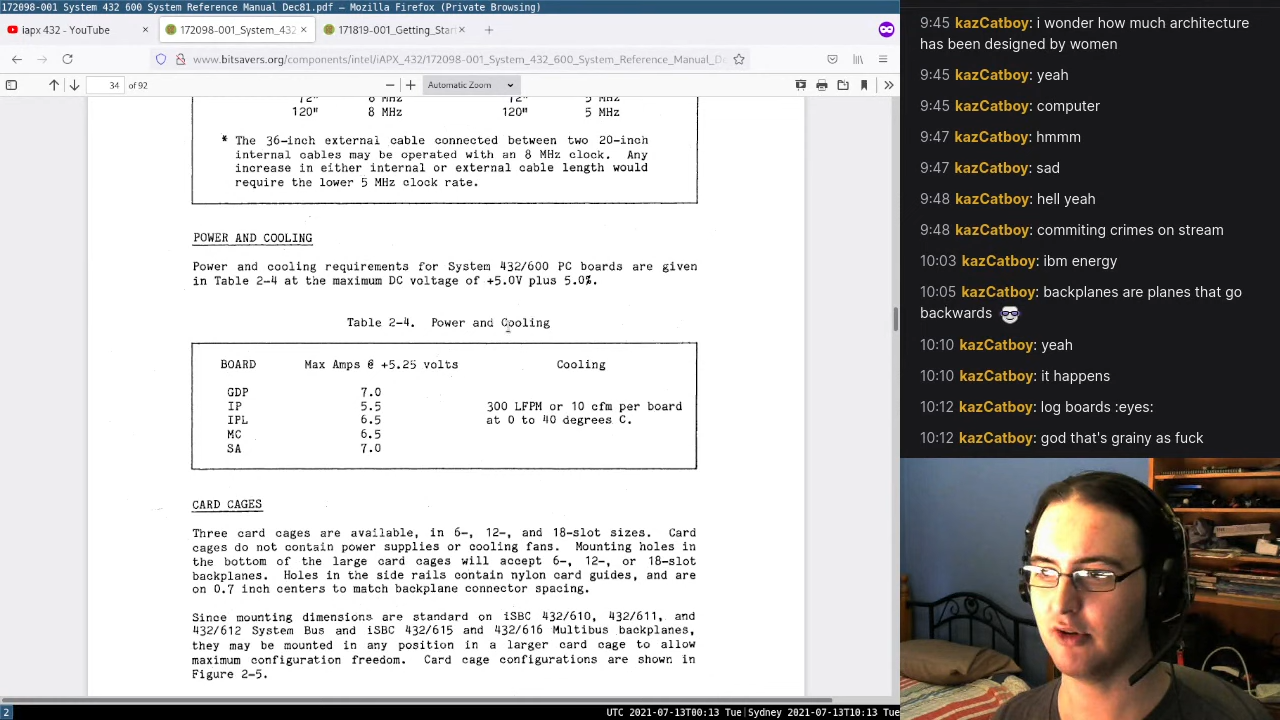 172098-001 System 432 600 System Reference Manual Dec81.pdf — Mozilla Firefox (Private Browsing)
iapx 432 - YouTube
172098-001_System_432
171819-001_Getting_Star
www.bitsavers.org/components/intel/iAPX_432/172098-001_System_432_600_System_Reference_Manual_De
34 of 92
Automatic Zoom
72" 8 MHz 72" 5 MHz
120" 8 MHz 120" 5 MHz
* The 36-inch external cable connected between two 20-inch
internal cables may be operated with an 8 MHz clock. Any
increase in either internal or external cable length would
require the lower 5 MHz clock rate.
POWER AND COOLING
Power and cooling requirements for System 432/600 PC boards are given
in Table 2-4 at the maximum DC voltage of +5.0V plus 5.0%.
Table 2-4. Power and Cooling
BOARD Max Amps @ +5.25 volts Cooling
GDP 7.0
IP 5.5 300 LFPM or 10 cfm per board
IPL 6.5 at 0 to 40 degrees C.
MC 6.5
SA 7.0
CARD CAGES
Three card cages are available, in 6-, 12-, and 18-slot sizes. Card
cages do not contain power supplies or cooling fans. Mounting holes in
the bottom of the large card cages will accept 6-, 12-, or 18-slot
backplanes. Holes in the side rails contain nylon card guides, and are
on 0.7 inch centers to match backplane connector spacing.
Since mounting dimensions are standard on iSBC 432/610, 432/611, and
432/612 System Bus and iSBC 432/615 and 432/616 Multibus backplanes,
they may be mounted in any position in a larger card cage to allow
maximum configuration freedom. Card cage configurations are shown in
Figure 2-5.
2
UTC 2021-07-13T00:13 Tue|Sydney 2021-07-13T10:13 Tue
9:45 kazCatboy: i wonder how much architecture
has been designed by women
9:45 kazCatboy: yeah
9:45 kazCatboy: computer
9:47 kazCatboy: hmmm
9:47 kazCatboy: sad
9:48 kazCatboy: hell yeah
9:48 kazCatboy: commiting crimes on stream
10:03 kazCatboy: ibm energy
10:05 kazCatboy: backplanes are planes that go
backwards
10:10 kazCatboy: yeah
10:10 kazCatboy: it happens
10:12 kazCatboy: log boards :eyes:
10:12 kazCatboy: god that's grainy as fuck